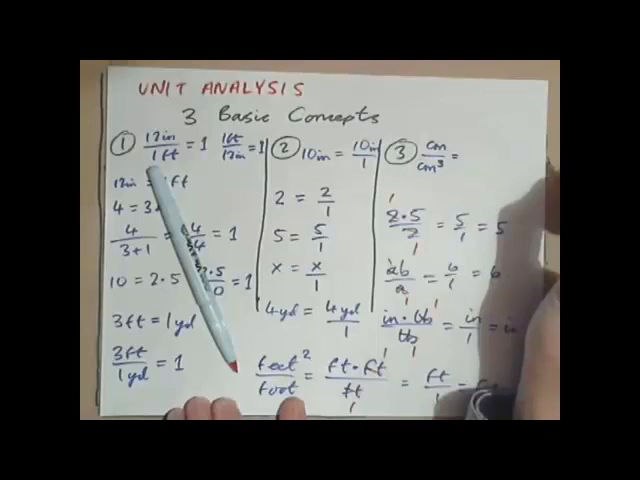 UNIT ANALYSIS
3 Basic Concepts
① 12in/1ft = 1 1ft/12in = 1
12in = 1ft
4 = 3+
4/(3+1) = 4/4 = 1
10 = 2·5 2·5/ = 1
3ft = 1yd
3ft/1yd = 1
② 10in = 10in/1
2 = 2/1
5 = 5/1
x = x/1
4yd = 4yd/1
③ cm/cm³ =
2·5/2 = 5/1 = 5
ab/a = b/1 = b
in·lb/lb = in/1 = in
feet²/foot = ft·ft/ft = ft/1 =